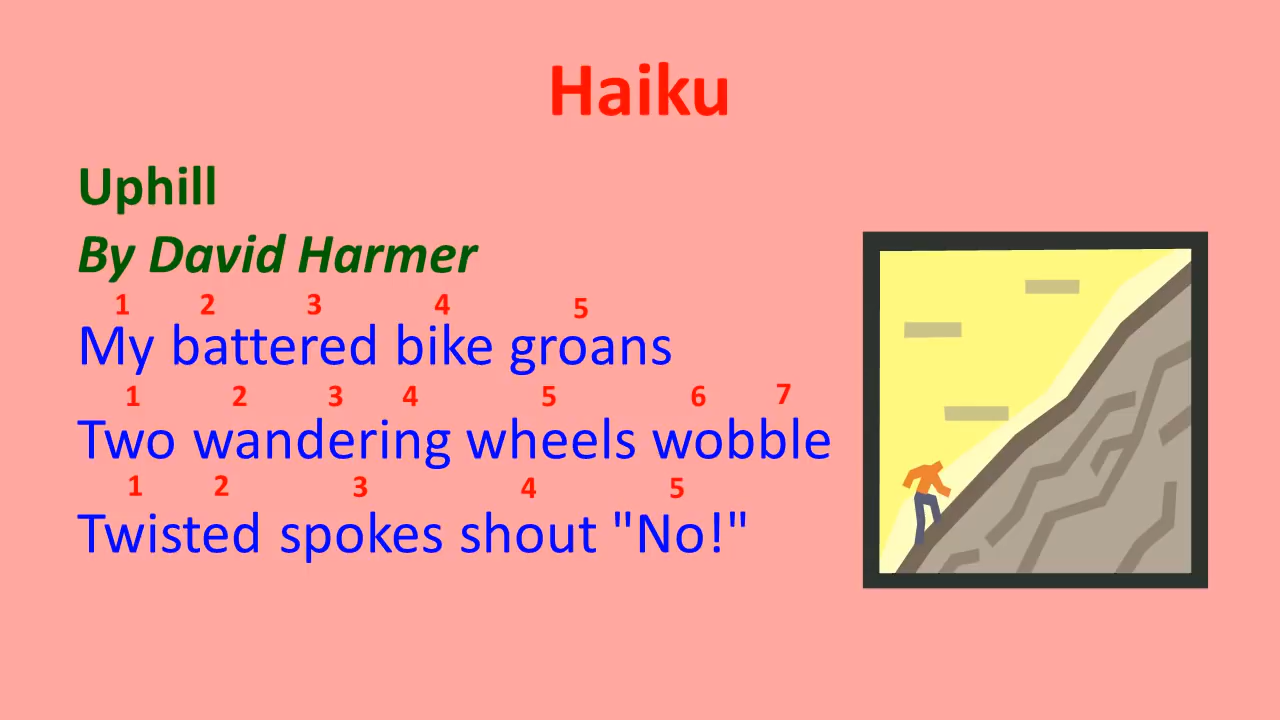 Haiku
Uphill
By David Harmer
1 2 3 4 5
My battered bike groans
1 2 3 4 5 6 7
Two wandering wheels wobble
1 2 3 4 5
Twisted spokes shout "No!"